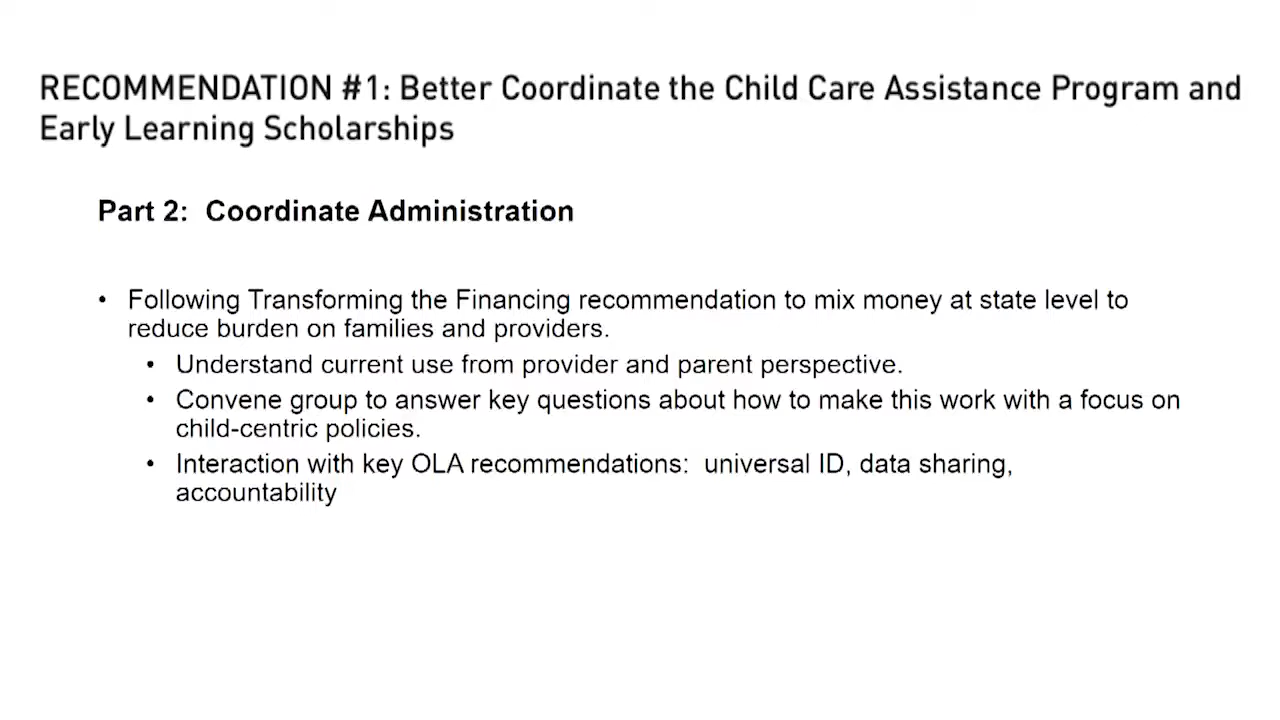 RECOMMENDATION #1: Better Coordinate the Child Care Assistance Program and
Early Learning Scholarships
Part 2: Coordinate Administration
• Following Transforming the Financing recommendation to mix money at state level to
reduce burden on families and providers.
• Understand current use from provider and parent perspective.
• Convene group to answer key questions about how to make this work with a focus on
child-centric policies.
• Interaction with key OLA recommendations: universal ID, data sharing,
accountability